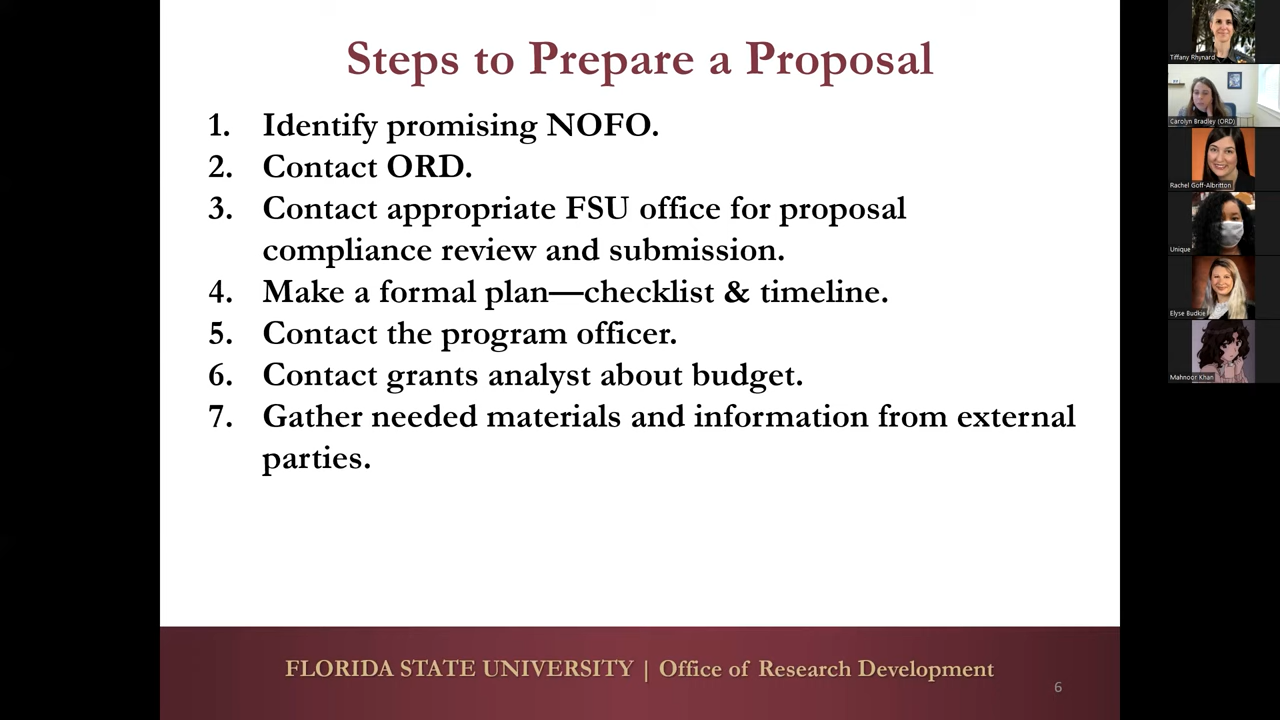 Steps to Prepare a Proposal
1. Identify promising NOFO.
2. Contact ORD.
3. Contact appropriate FSU office for proposal
compliance review and submission.
4. Make a formal plan—checklist & timeline.
5. Contact the program officer.
6. Contact grants analyst about budget.
7. Gather needed materials and information from external
parties.
FLORIDA STATE UNIVERSITY | Office of Research Development
6
Tiffany Rhynard
Carolyn Bradley (ORD)
Rachel Goff-Albritton
Unique
Elyse Budkie
Mahnoor Khan